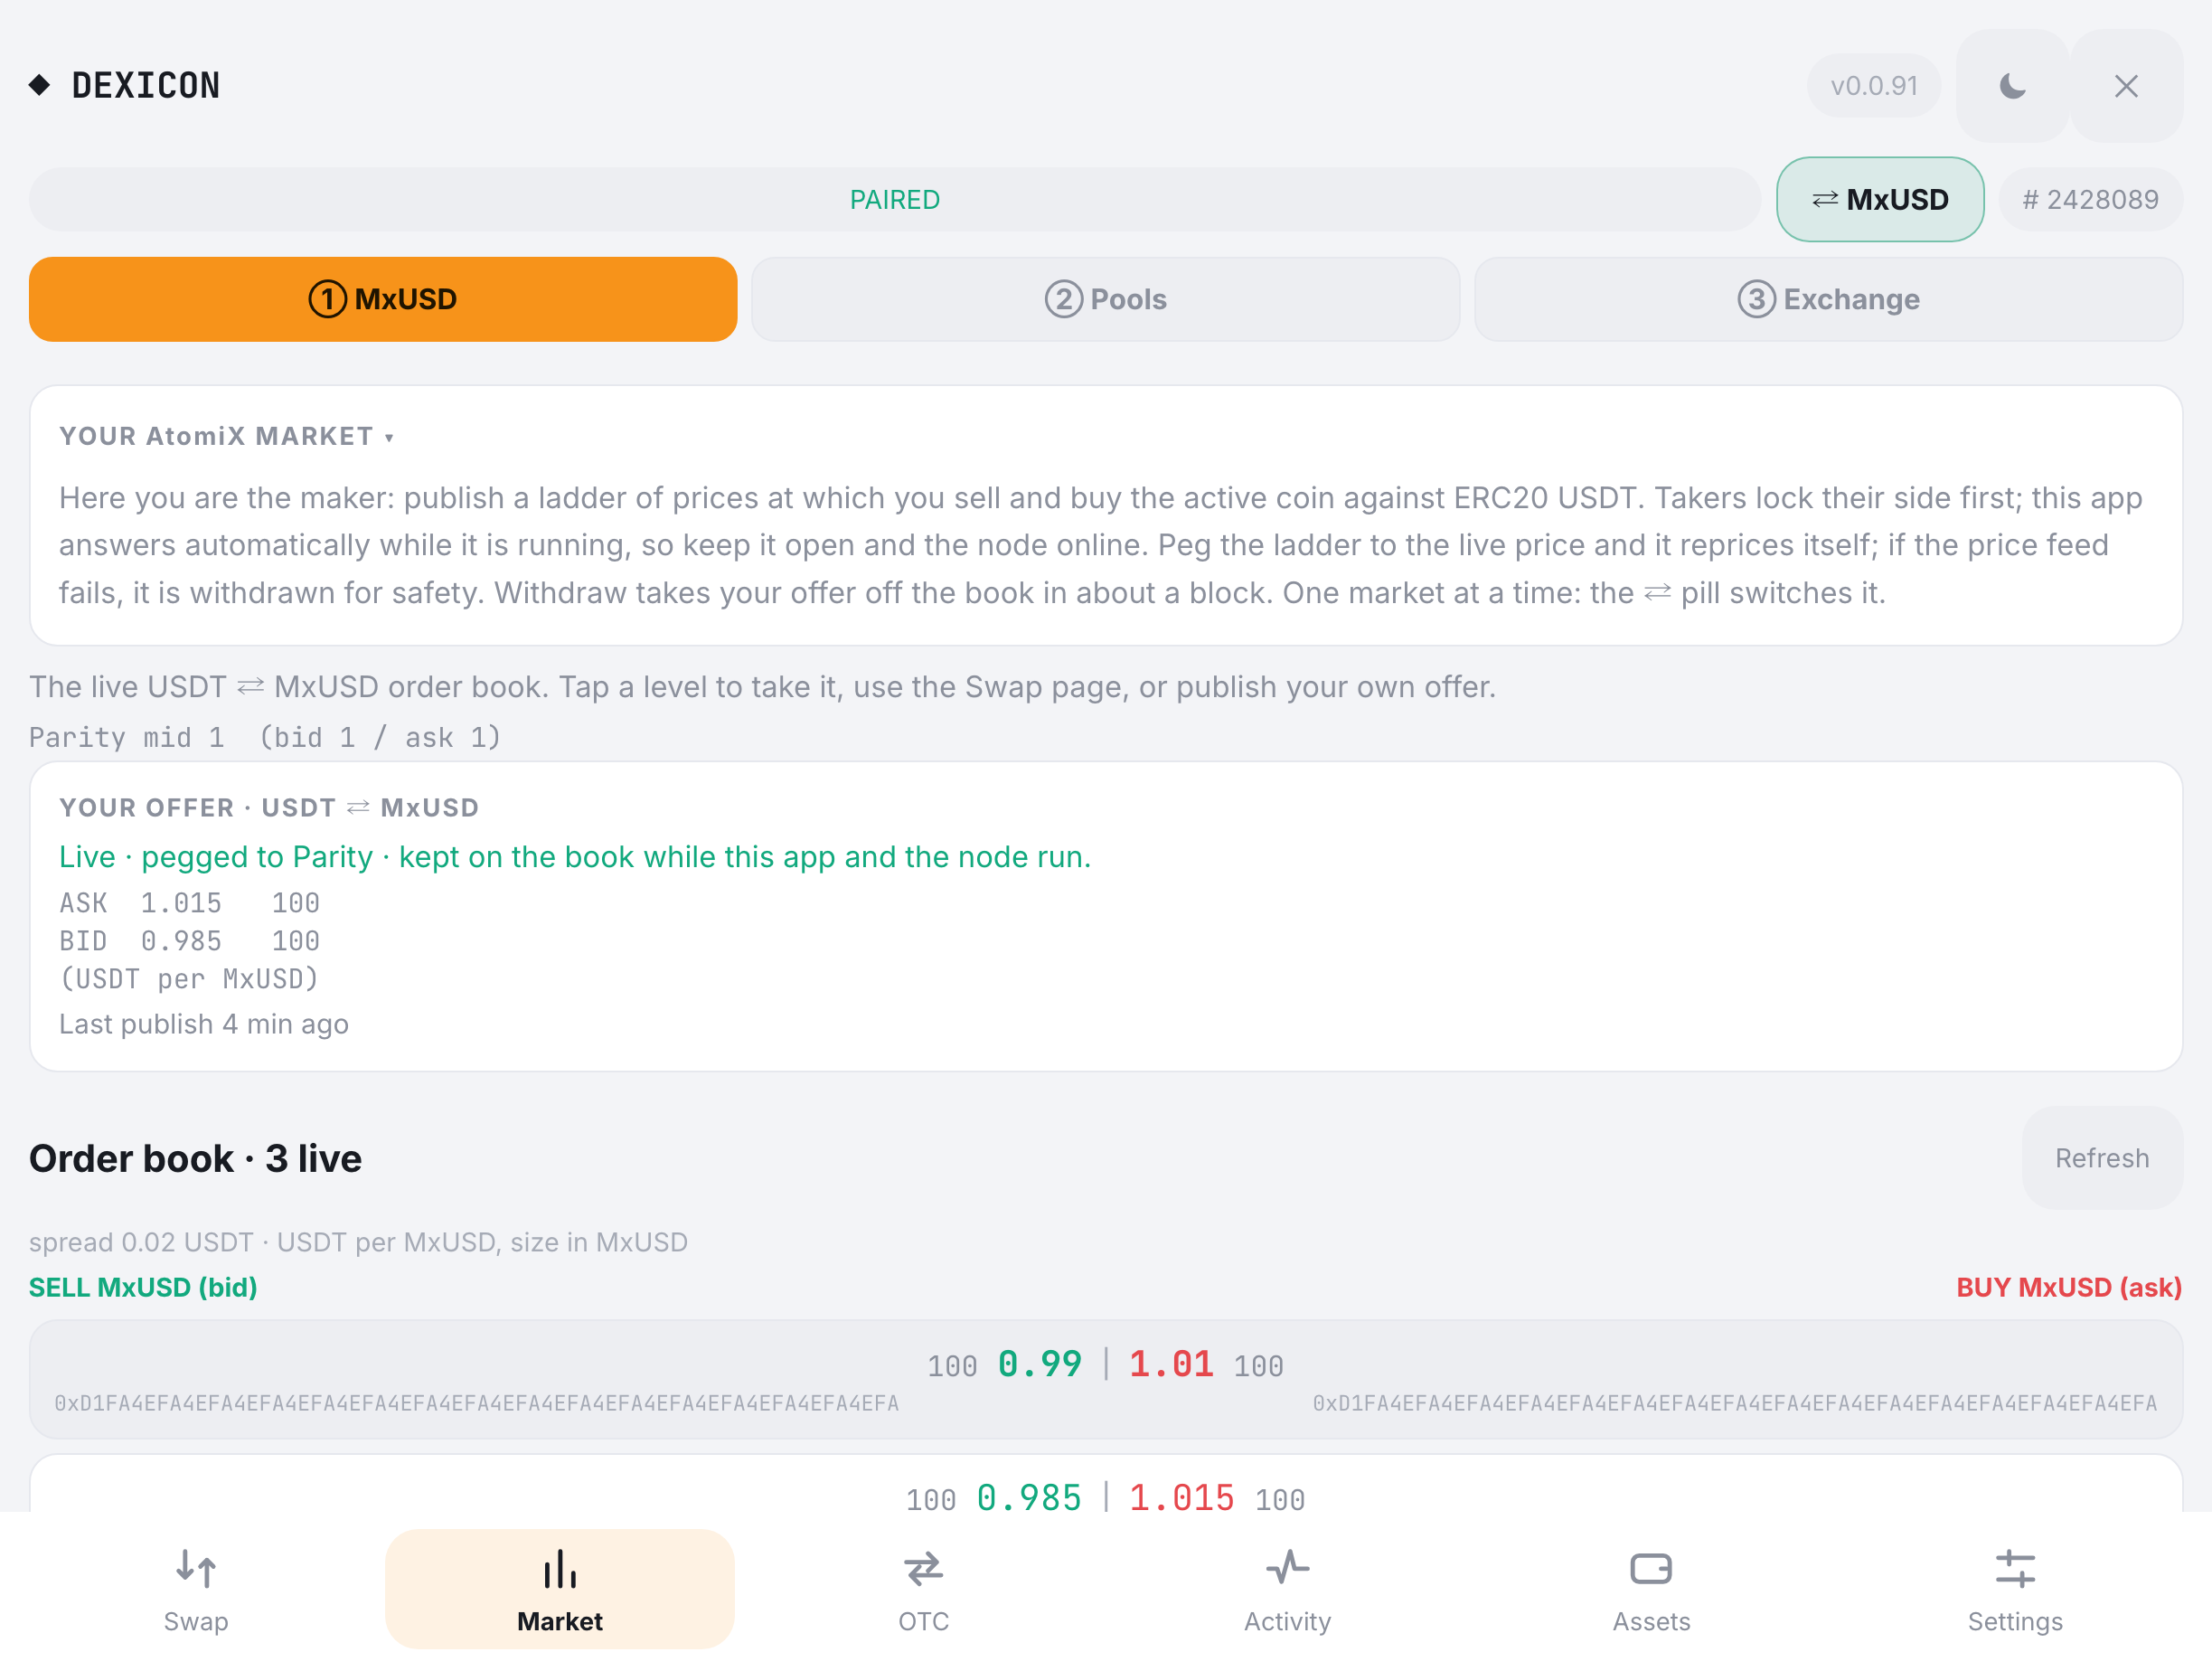 ◆ DEXICON
v0.0.91
PAIRED
⇄ MxUSD
# 2428089
① MxUSD
② Pools
③ Exchange
YOUR AtomiX MARKET ▾
Here you are the maker: publish a ladder of prices at which you sell and buy the active coin against ERC20 USDT. Takers lock their side first; this app
answers automatically while it is running, so keep it open and the node online. Peg the ladder to the live price and it reprices itself; if the price feed
fails, it is withdrawn for safety. Withdraw takes your offer off the book in about a block. One market at a time: the ⇄ pill switches it.
The live USDT ⇄ MxUSD order book. Tap a level to take it, use the Swap page, or publish your own offer.
Parity mid 1 (bid 1 / ask 1)
YOUR OFFER · USDT ⇄ MxUSD
Live · pegged to Parity · kept on the book while this app and the node run.
ASK 1.015 100
BID 0.985 100
(USDT per MxUSD)
Last publish 4 min ago
Order book · 3 live
Refresh
spread 0.02 USDT · USDT per MxUSD, size in MxUSD
SELL MxUSD (bid)
BUY MxUSD (ask)
100 0.99 | 1.01 100
0xD1FA4EFA4EFA4EFA4EFA4EFA4EFA4EFA4EFA4EFA4EFA4EFA4EFA4EFA4EFA4EFA
0xD1FA4EFA4EFA4EFA4EFA4EFA4EFA4EFA4EFA4EFA4EFA4EFA4EFA4EFA4EFA4EFA
100 0.985 | 1.015 100
Swap
Market
OTC
Activity
Assets
Settings